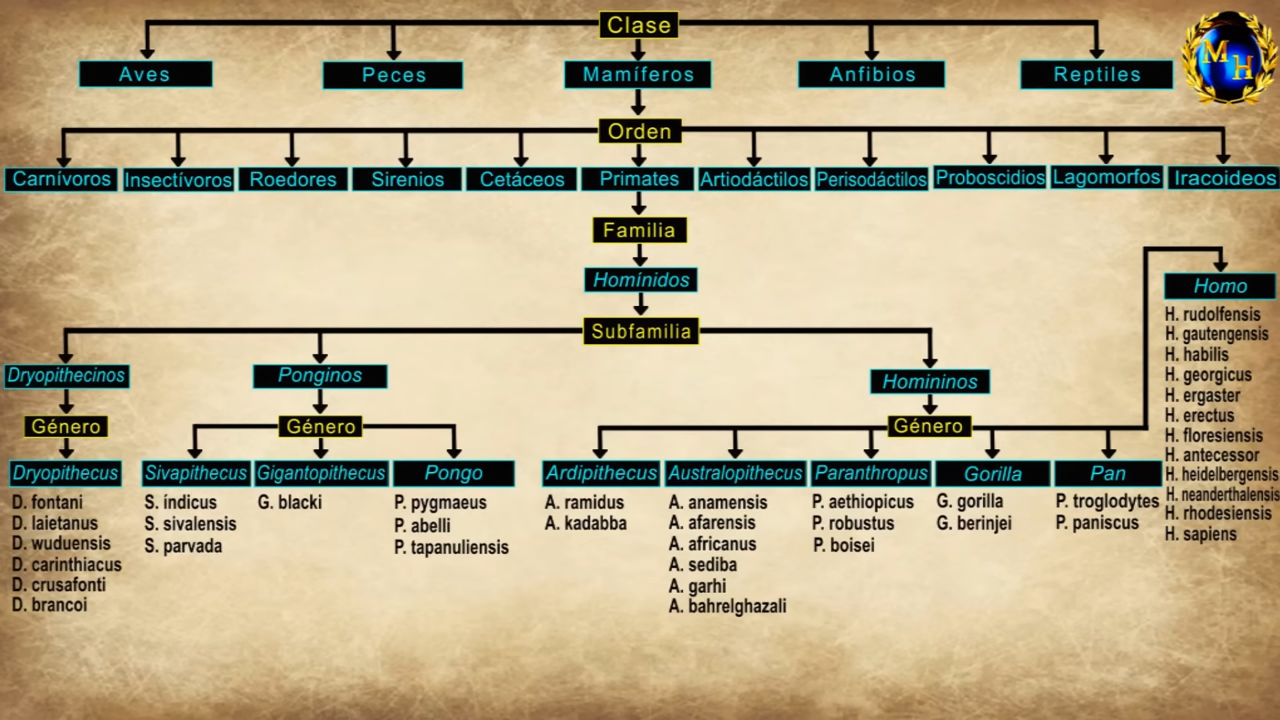 Clase
M H
Aves
Peces
Mamíferos
Anfibios
Reptiles
Orden
Carnívoros
Insectívoros
Roedores
Sirenios
Cetáceos
Primates
Artiodáctilos
Perisodáctilos
Proboscidios
Lagomorfos
Iracoideos
Familia
Homínidos
Subfamilia
Dryopithecinos
Ponginos
Homininos
Género
Género
Género
Dryopithecus
D. fontani
D. laietanus
D. wuduensis
D. carinthiacus
D. crusafonti
D. brancoi
Sivapithecus
S. índicus
S. sivalensis
S. parvada
Gigantopithecus
G. blacki
Pongo
P. pygmaeus
P. abelli
P. tapanuliensis
Ardipithecus
A. ramidus
A. kadabba
Australopithecus
A. anamensis
A. afarensis
A. africanus
A. sediba
A. garhi
A. bahrelghazali
Paranthropus
P. aethiopicus
P. robustus
P. boisei
Gorilla
G. gorilla
G. berinjei
Pan
P. troglodytes
P. paniscus
Homo
H. rudolfensis
H. gautengensis
H. habilis
H. georgicus
H. ergaster
H. erectus
H. floresiensis
H. antecessor
H. heidelbergensis
H. neanderthalensis
H. rhodesiensis
H. sapiens